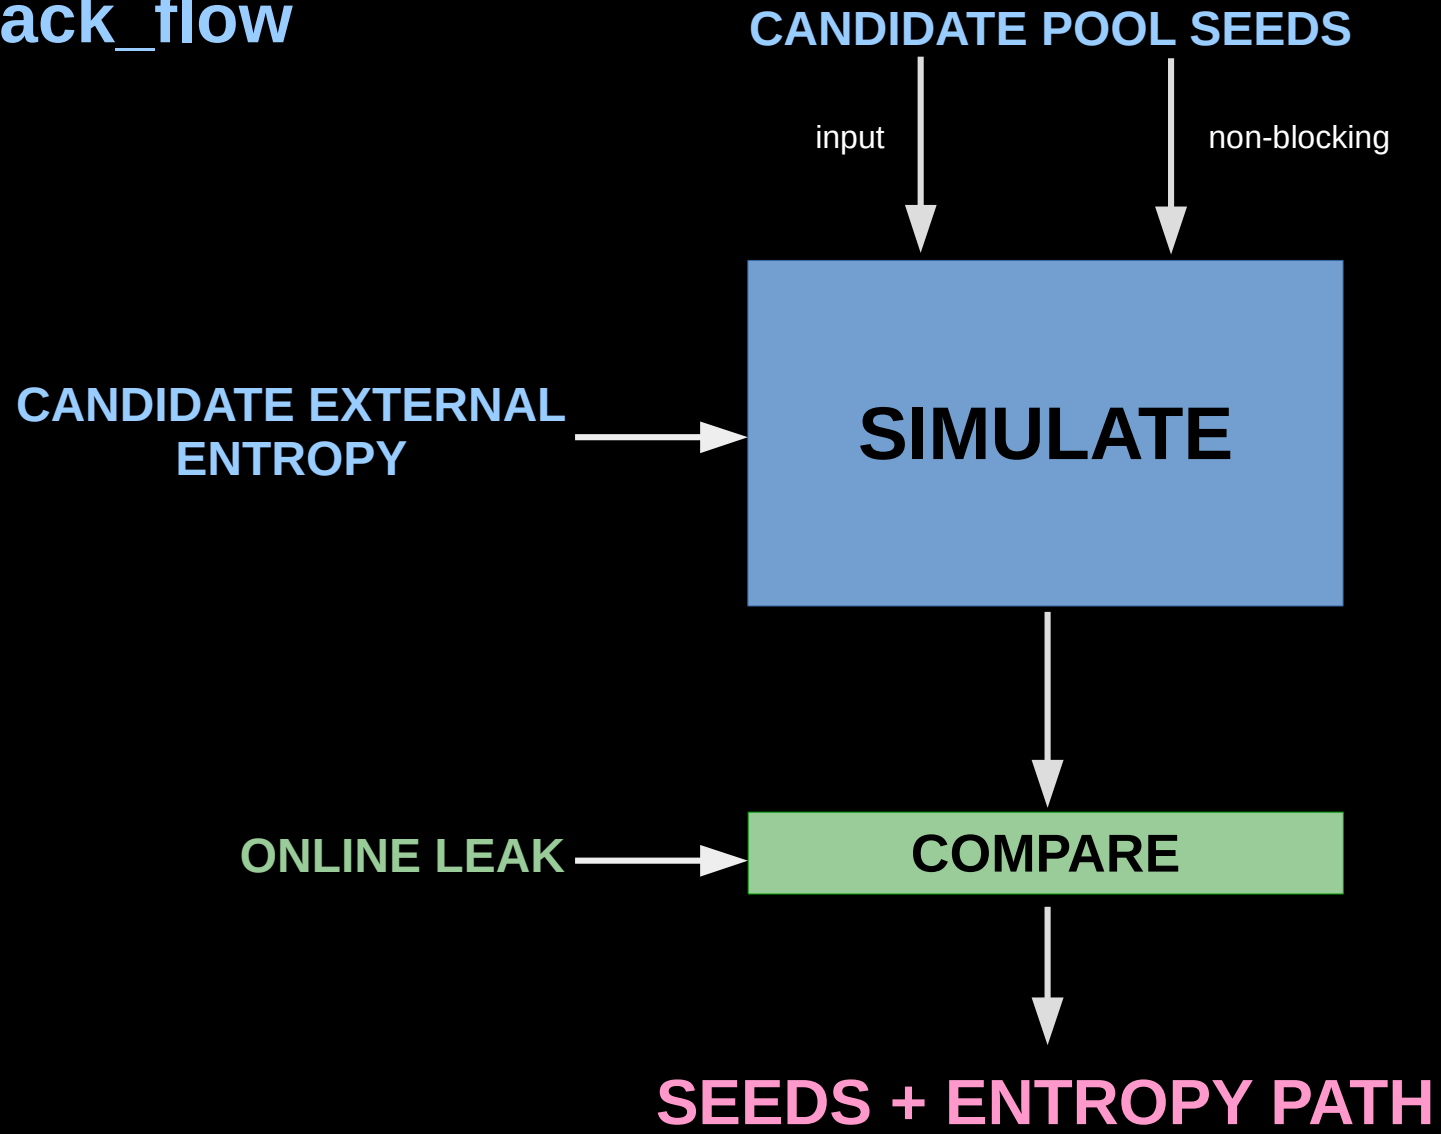 ack_flow
CANDIDATE POOL SEEDS
input
non-blocking
CANDIDATE EXTERNAL
ENTROPY
SIMULATE
ONLINE LEAK
COMPARE
SEEDS + ENTROPY PATH